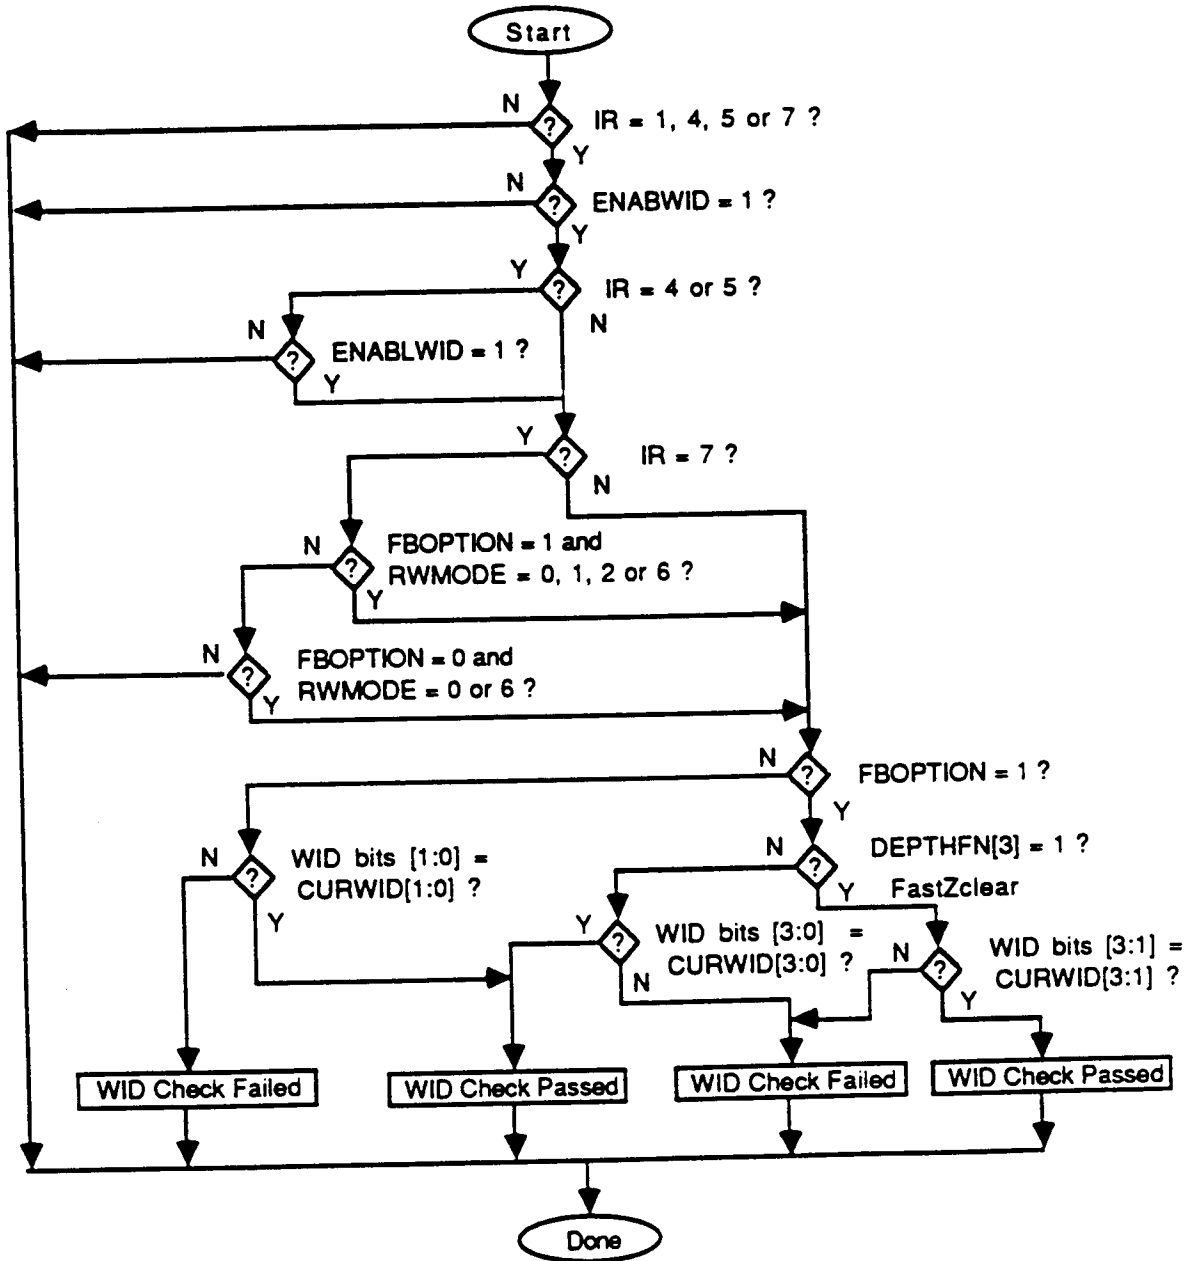 Start
N
? IR = 1, 4, 5 or 7 ?
Y
N
? ENABWID = 1 ?
Y
Y
? IR = 4 or 5 ?
N
N
? ENABLWID = 1 ?
Y
Y
? IR = 7 ?
N
N
? FBOPTION = 1 and
RWMODE = 0, 1, 2 or 6 ?
Y
N
? FBOPTION = 0 and
RWMODE = 0 or 6 ?
Y
N
? FBOPTION = 1 ?
Y
N
? DEPTHFN[3] = 1 ?
Y FastZclear
N
? WID bits [1:0] =
CURWID[1:0] ?
Y
Y
? WID bits [3:0] =
CURWID[3:0] ?
N
N
? WID bits [3:1] =
CURWID[3:1] ?
Y
WID Check Failed
WID Check Passed
WID Check Failed
WID Check Passed
Done